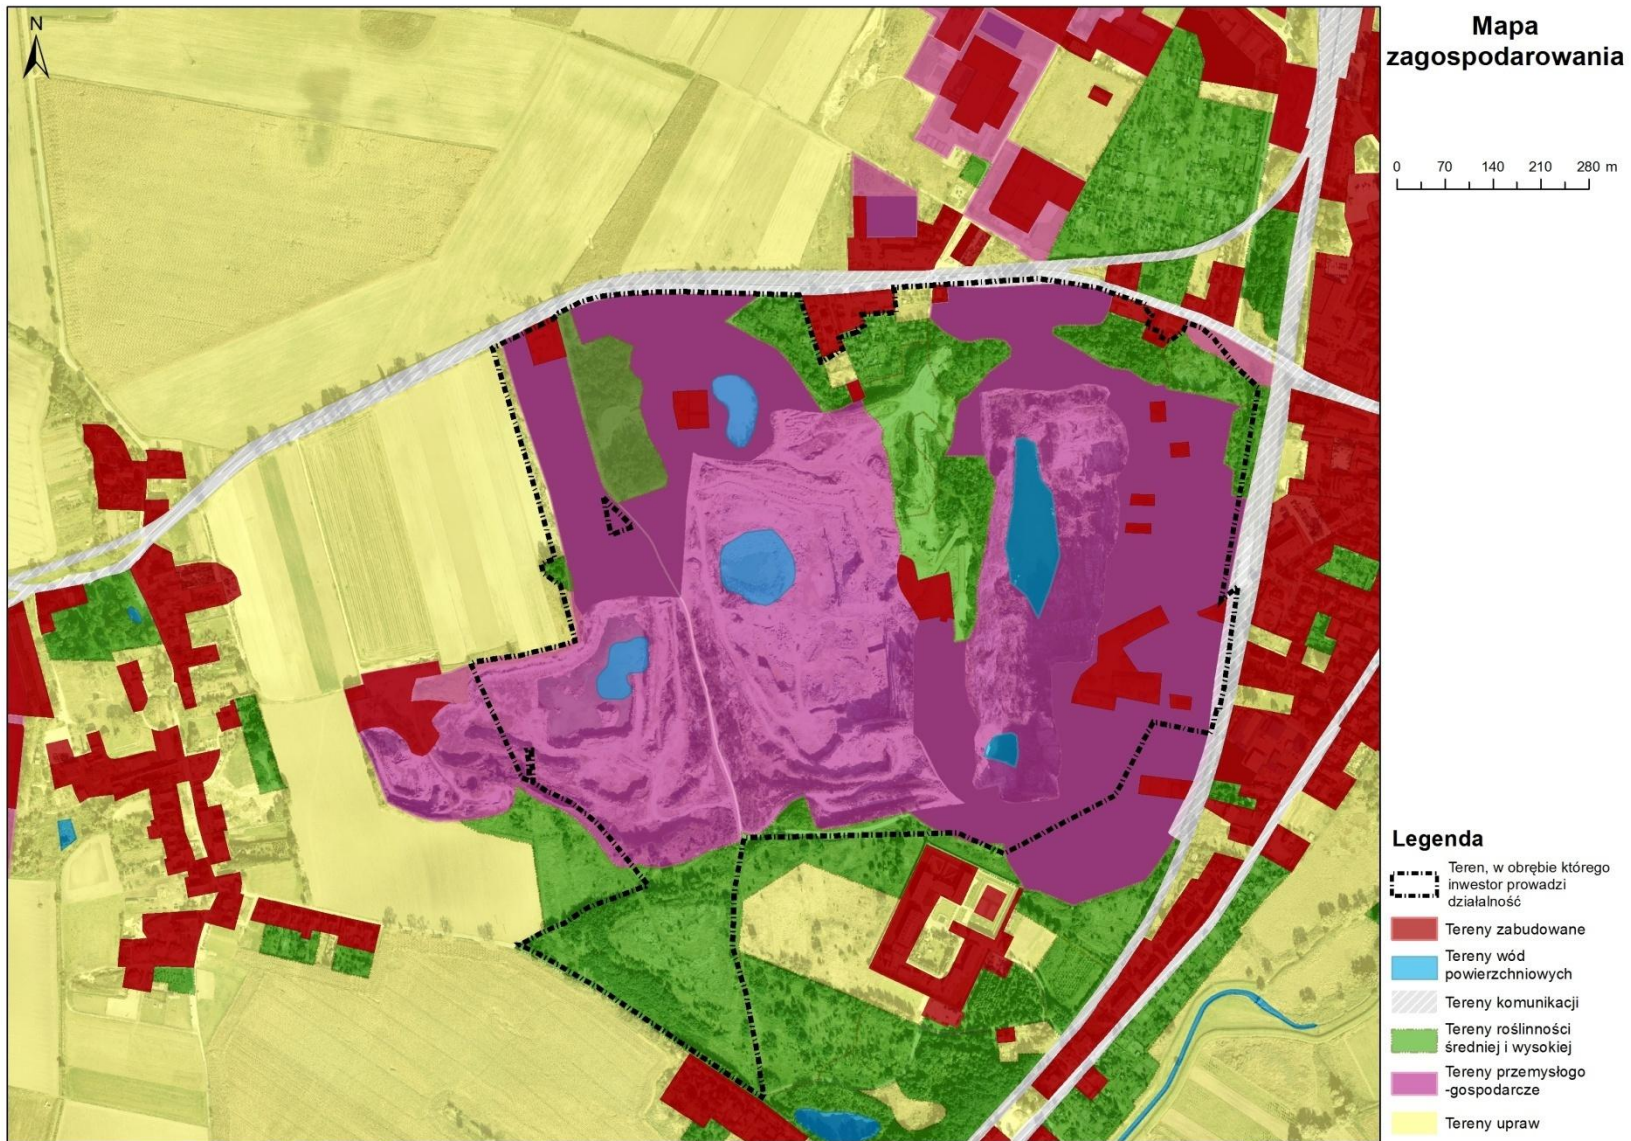 N
Mapa
zagospodarowania
0 70 140 210 280 m
Legenda
Teren, w obrębie którego
inwestor prowadzi
działalność
Tereny zabudowane
Tereny wód
powierzchniowych
Tereny komunikacji
Tereny roślinności
średniej i wysokiej
Tereny przemysłogo
-gospodarcze
Tereny upraw